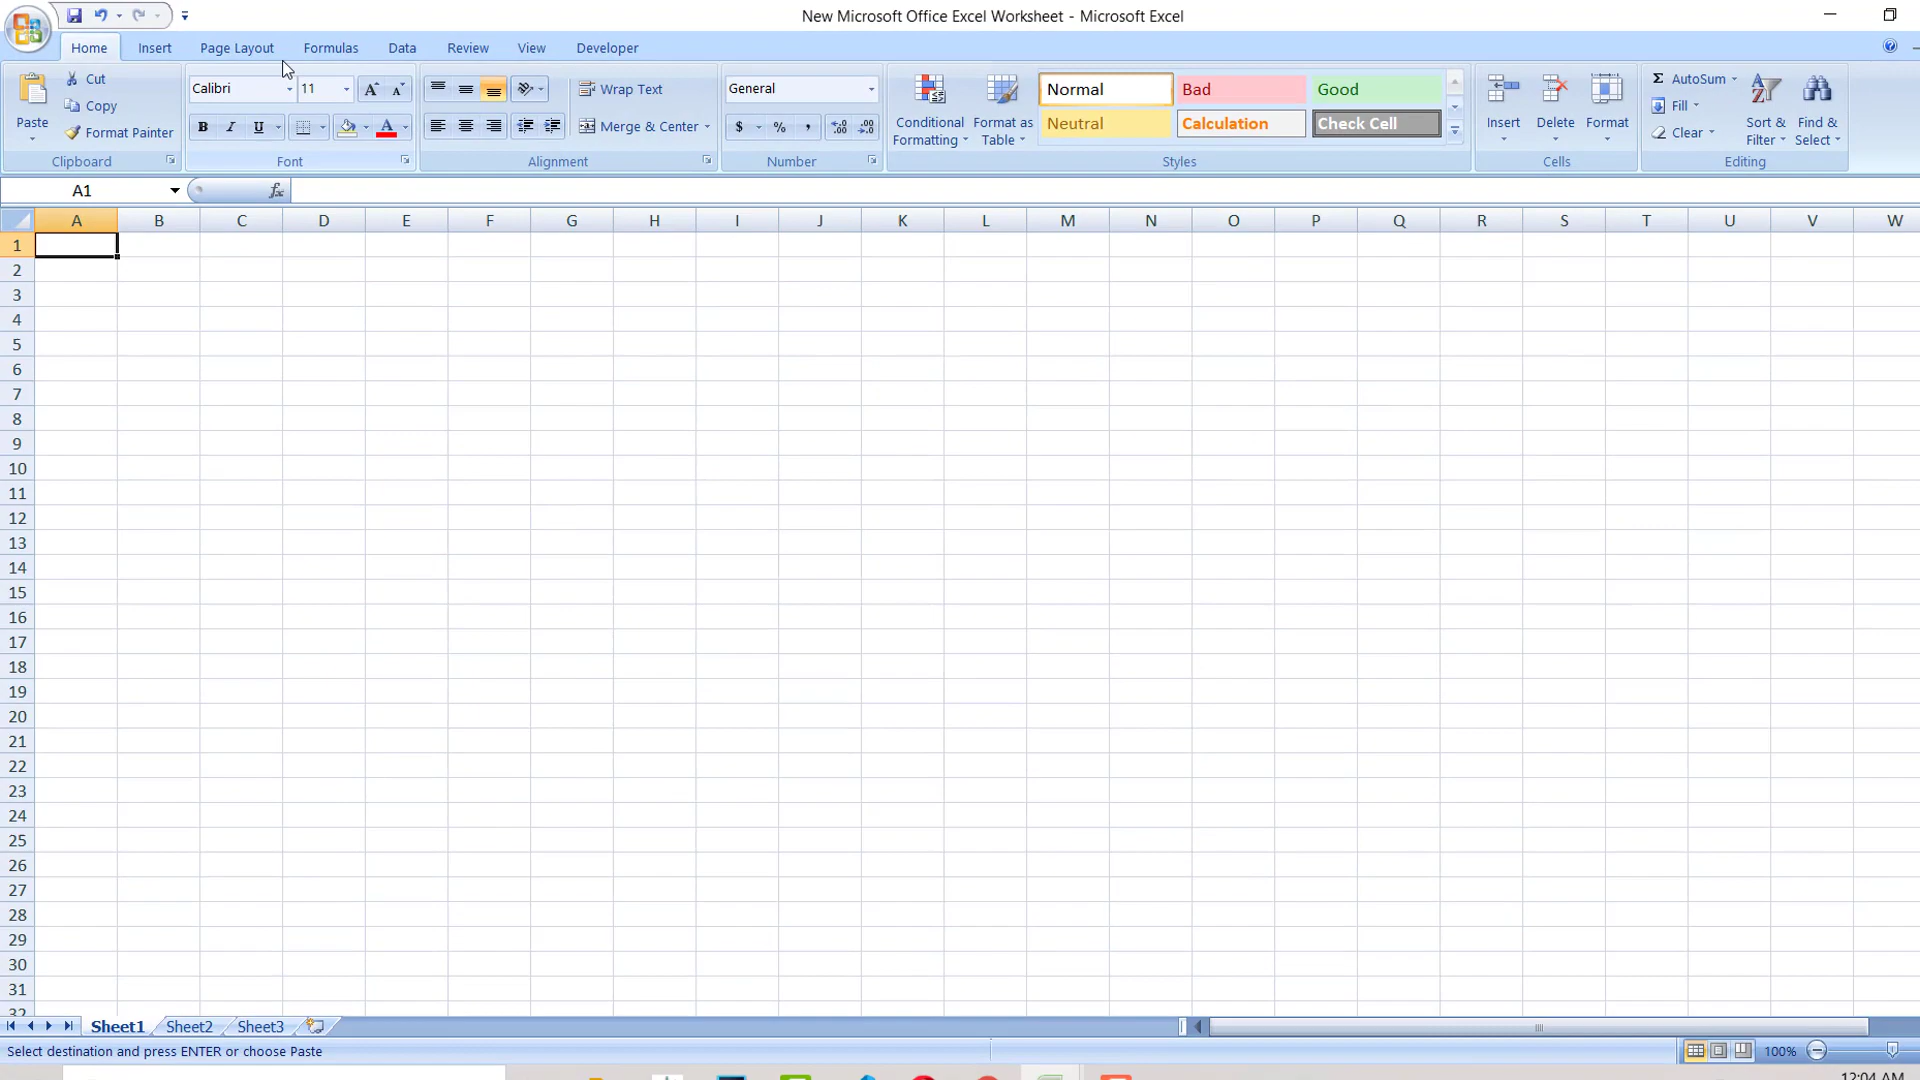 New Microsoft Office Excel Worksheet - Microsoft Excel
Home Insert Page Layout Formulas Data Review View Developer
Paste
Cut
Copy
Format Painter
Clipboard
Calibri 11
B I U A
Font
Wrap Text
Merge & Center
Alignment
General
$ % ,
Number
Conditional Formatting
Format as Table
Normal Bad Good
Neutral Calculation Check Cell
Styles
Insert Delete Format
Cells
Σ AutoSum
Fill
Clear
Sort & Filter
Find & Select
Editing
A1 fx
A B C D E F G H I J K L M N O P Q R S T U V W
1
2
3
4
5
6
7
8
9
10
11
12
13
14
15
16
17
18
19
20
21
22
23
24
25
26
27
28
29
30
31
32
Sheet1 Sheet2 Sheet3
Select destination and press ENTER or choose Paste 100%
12:04 AM